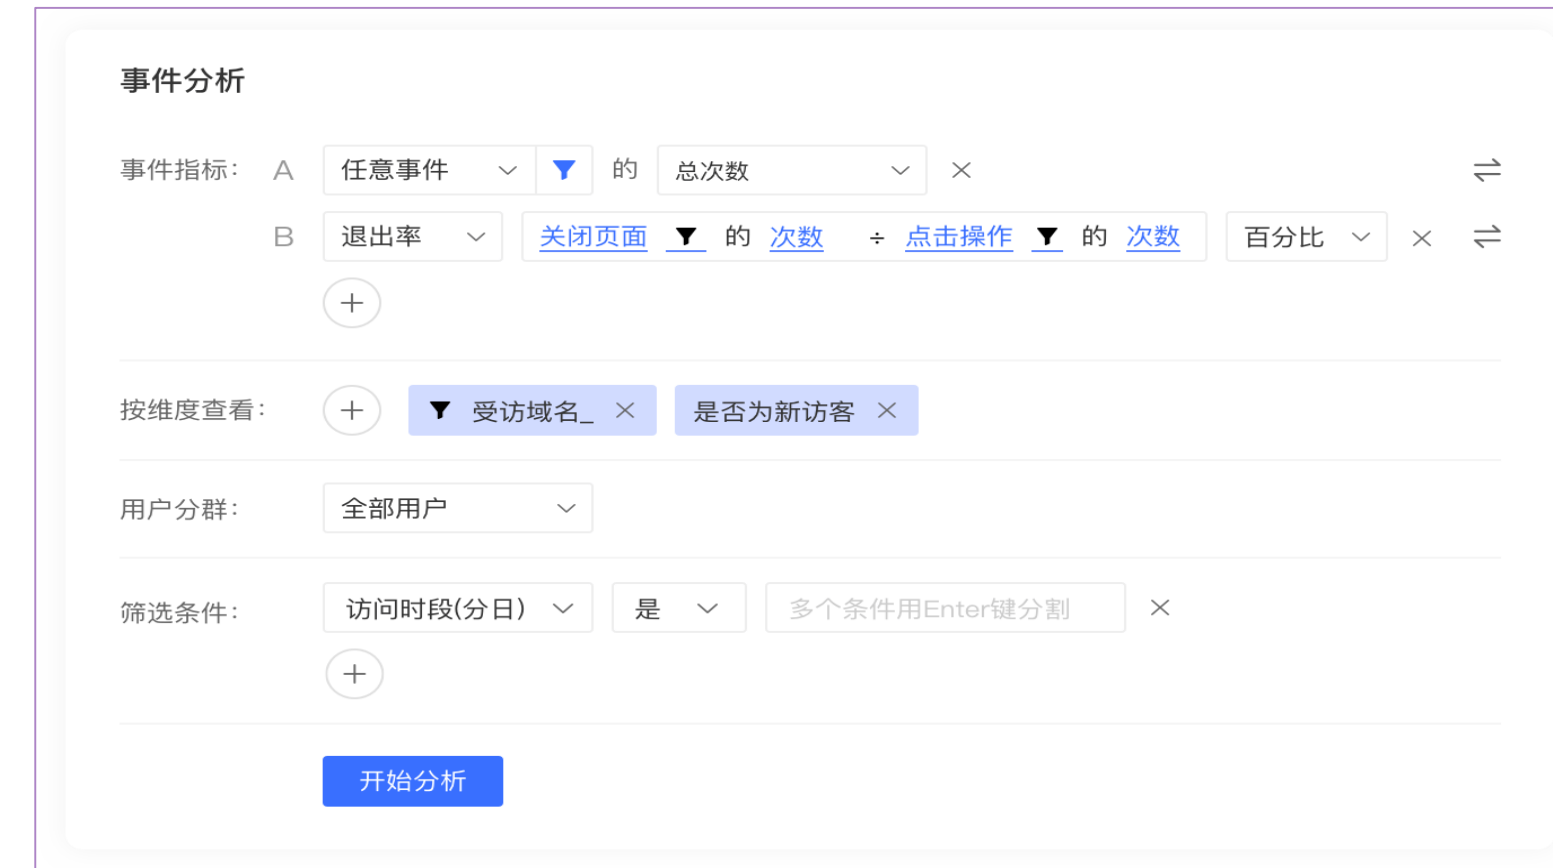 事件分析
事件指标： A 任意事件 的 总次数
B 退出率 关闭页面 的 次数 ÷ 点击操作 的 次数 百分比
按维度查看： 受访域名_ 是否为新访客
用户分群： 全部用户
筛选条件： 访问时段(分日) 是 多个条件用Enter键分割
开始分析